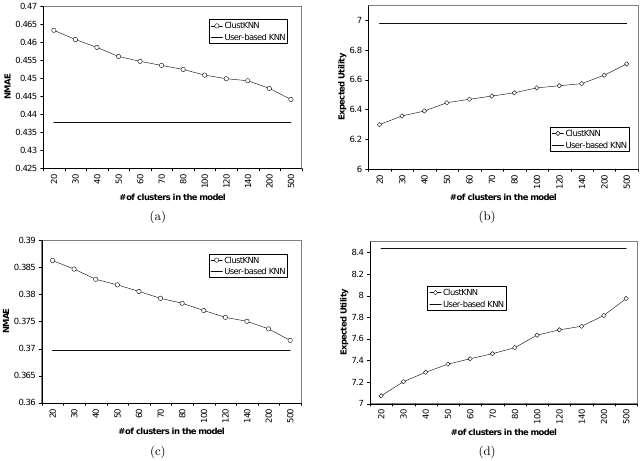 0.47
0.465
0.46
0.455
0.45
0.445
0.44
0.435
0.43
0.425
NMAE
ClustKNN
User-based KNN
20 30 40 50 60 70 80 100 120 140 200 500
# of clusters in the model
(a)
7
6.8
6.6
6.4
6.2
6
Expected Utility
ClustKNN
User-based KNN
20 30 40 50 60 70 80 100 120 140 200 500
# of clusters in the model
(b)
0.39
0.385
0.38
0.375
0.37
0.365
0.36
NMAE
ClustKNN
User-based KNN
20 30 40 50 60 70 80 100 120 140 200 500
# of clusters in the model
(c)
8.4
8.2
8
7.8
7.6
7.4
7.2
7
Expected Utility
ClustKNN
User-based KNN
20 30 40 50 60 70 80 100 120 140 200 500
# of clusters in the model
(d)